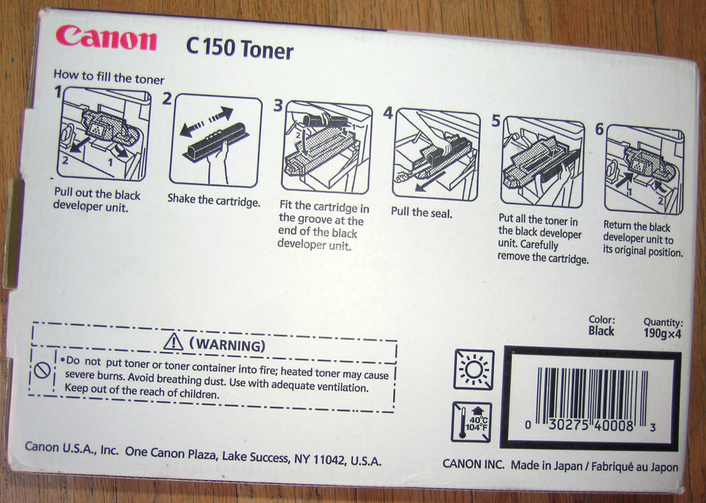 Canon C150 Toner
How to fill the toner
1
2
1
Pull out the black
developer unit.
2
Shake the cartridge.
3
2
1
Fit the cartridge in
the groove at the
end of the black
developer unit.
4
Pull the seal.
5
Put all the toner in
the black developer
unit. Carefully
remove the cartridge.
6
1
2
Return the black
developer unit to
its original position.
Color:
Black
Quantity:
190g×4
(WARNING)
•Do not put toner or toner container into fire; heated toner may cause
severe burns. Avoid breathing dust. Use with adequate ventilation.
Keep out of the reach of children.
40°C
104°F
0 30275 40008 3
Canon U.S.A., Inc. One Canon Plaza, Lake Success, NY 11042, U.S.A.
CANON INC. Made in Japan / Fabriqué au Japon